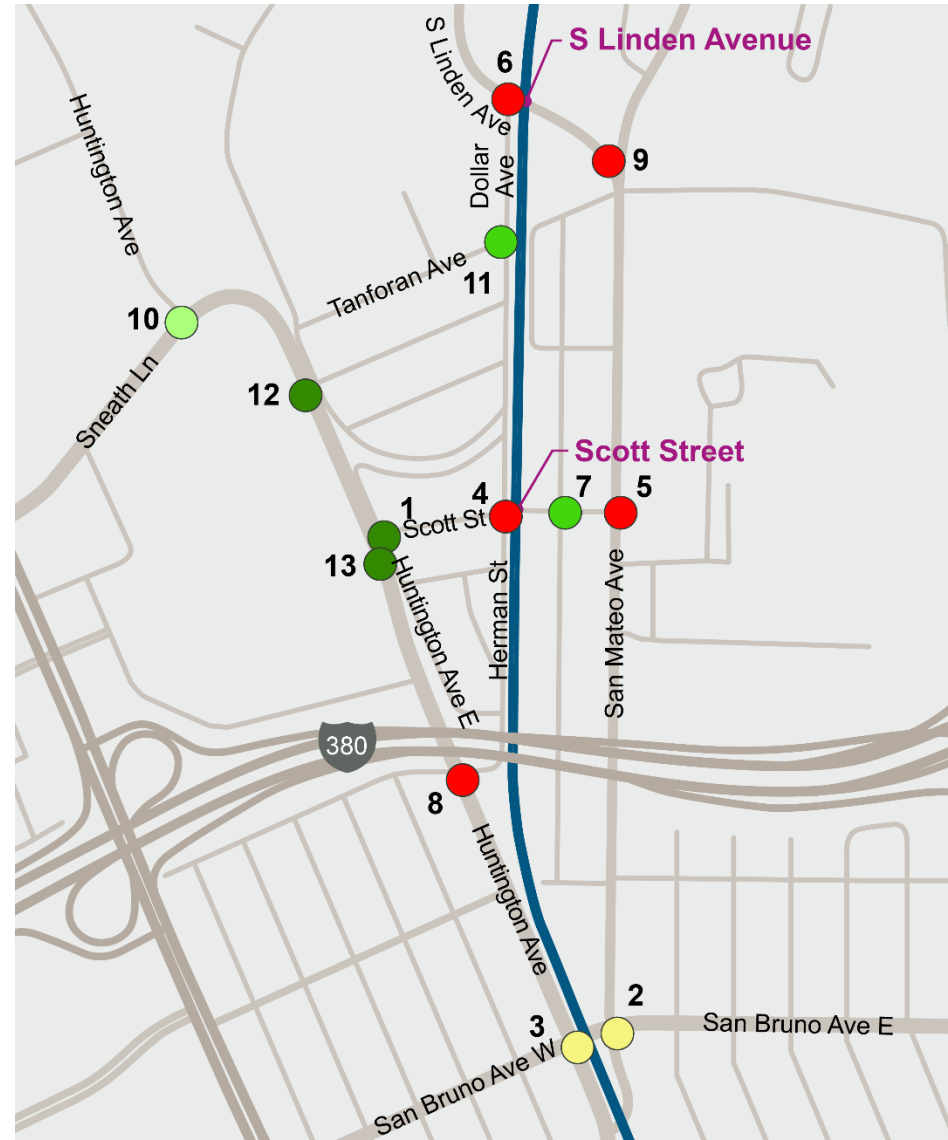 S Linden Avenue
6
S Linden Ave
Huntington Ave
9
Dollar
Ave
Tanforan Ave
11
10
Sneath Ln
12
Scott Street
4
7
5
1
Scott St
13
Huntington Ave E
Herman St
San Mateo Ave
380
8
Huntington Ave
2
San Bruno Ave E
3
San Bruno Ave W